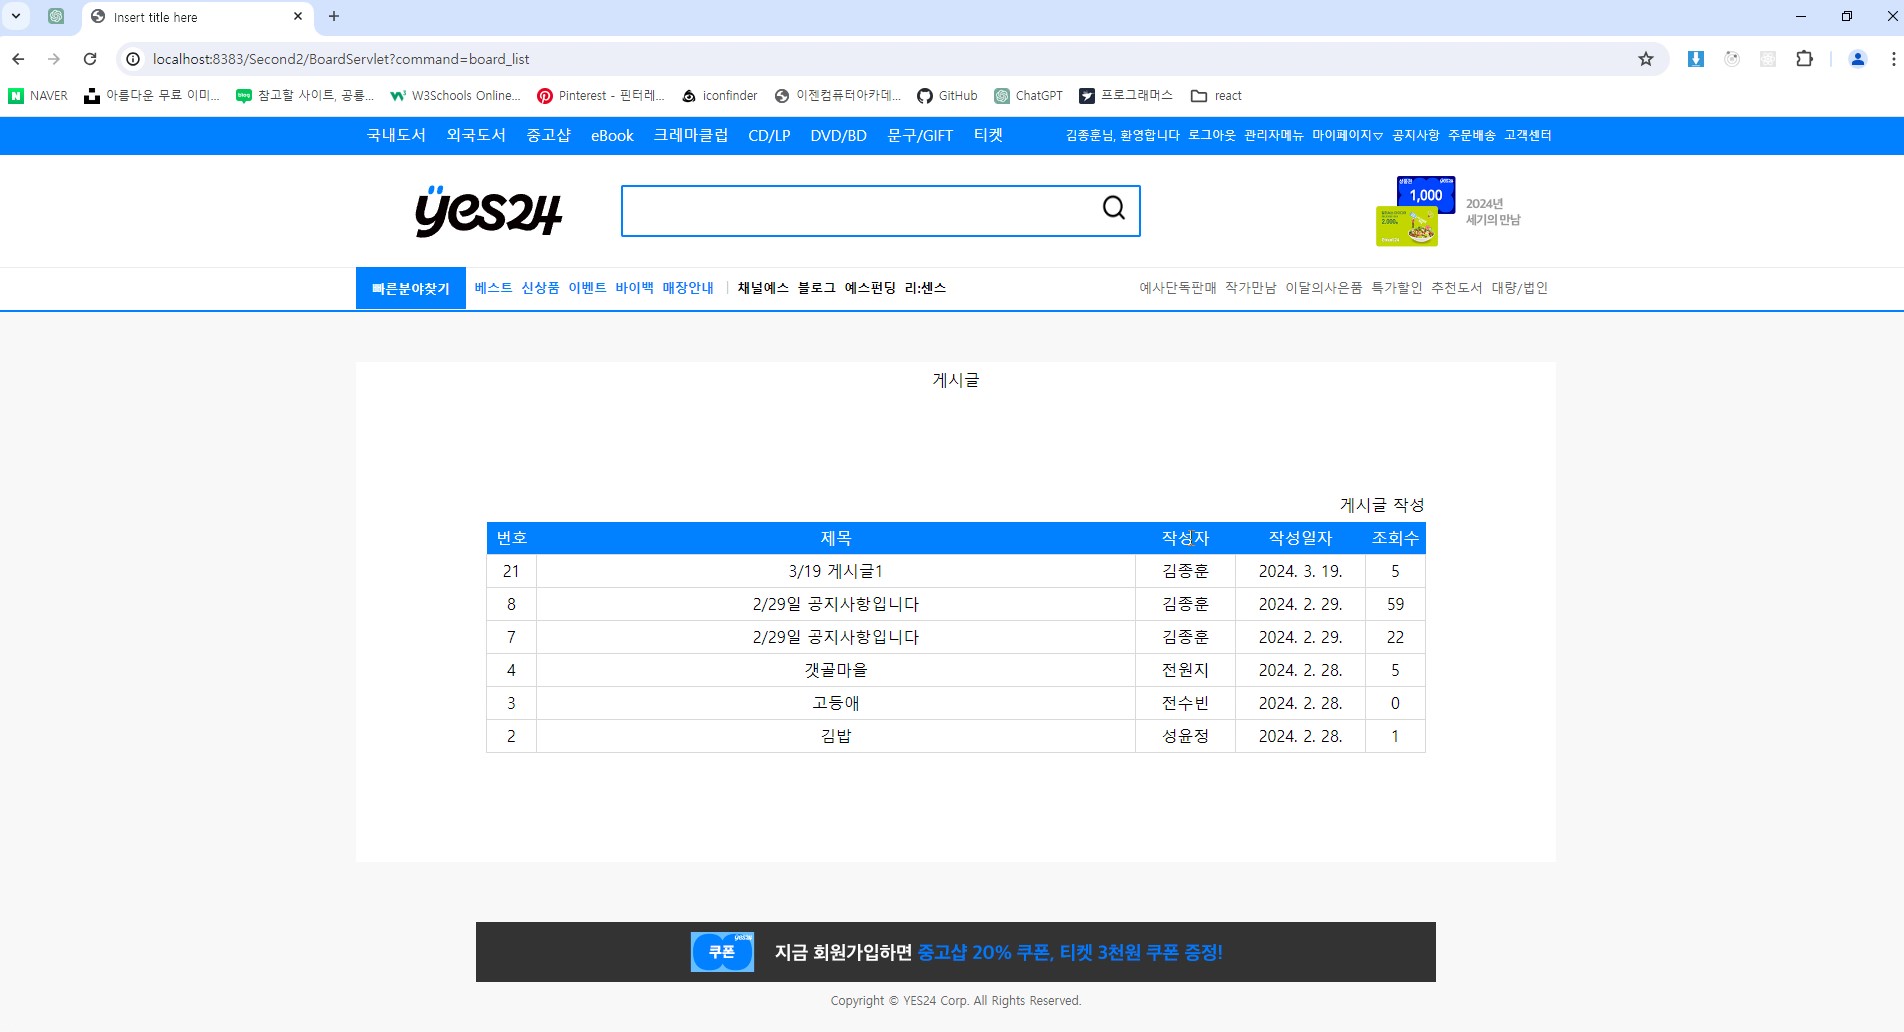 Insert title here
localhost:8383/Second2/BoardServlet?command=board_list
NAVER 아름다운 무료 이미... 참고할 사이트, 공룡... W3Schools Online... Pinterest - 핀터레... iconfinder 이젠컴퓨터아카데... GitHub ChatGPT 프로그래머스 react
국내도서 외국도서 중고샵 eBook 크레마클럽 CD/LP DVD/BD 문구/GIFT 티켓 김종훈님, 환영합니다 로그아웃 관리자메뉴 마이페이지▽ 공지사항 주문배송 고객센터
yes24
1,000
2,000
2024년
세기의 만남
빠른분야찾기 베스트 신상품 이벤트 바이백 매장안내 | 채널예스 블로그 예스펀딩 리:센스 예사단독판매 작가만남 이달의사은품 특가할인 추천도서 대량/법인
게시글
게시글 작성
번호 제목 작성자 작성일자 조회수
21 3/19 게시글1 김종훈 2024. 3. 19. 5
8 2/29일 공지사항입니다 김종훈 2024. 2. 29. 59
7 2/29일 공지사항입니다 김종훈 2024. 2. 29. 22
4 갯골마을 전원지 2024. 2. 28. 5
3 고등애 전수빈 2024. 2. 28. 0
2 김밥 성윤정 2024. 2. 28. 1
쿠폰 yes24 지금 회원가입하면 중고샵 20% 쿠폰, 티켓 3천원 쿠폰 증정!
Copyright © YES24 Corp. All Rights Reserved.